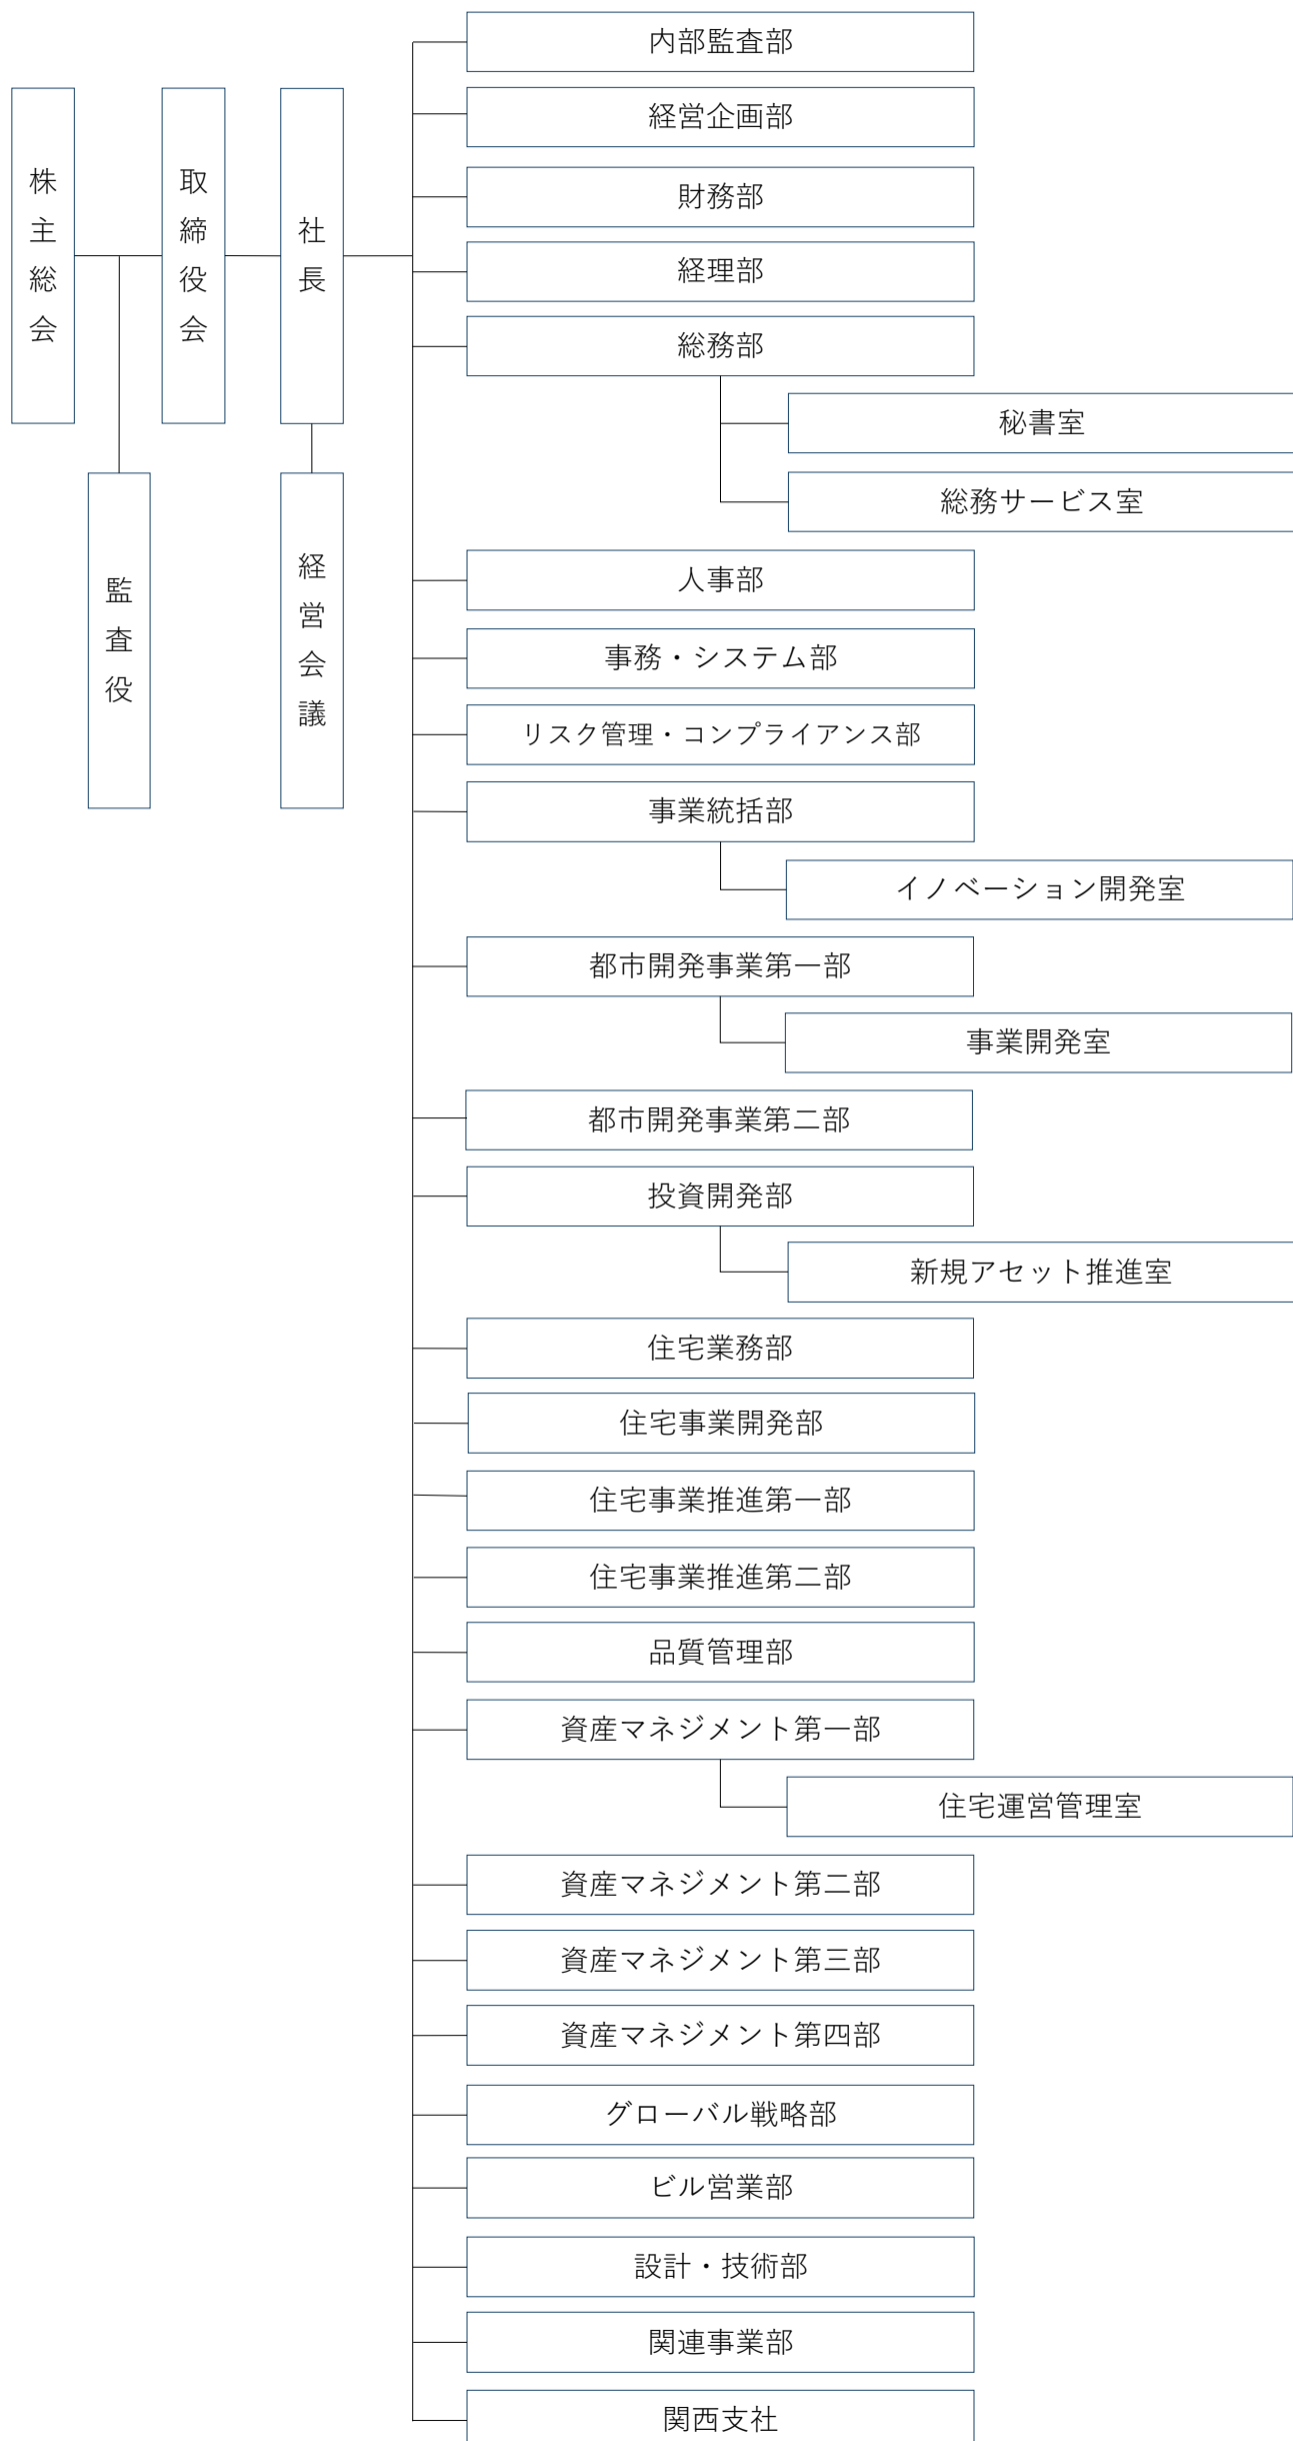 株主総会
取締役会
社長
監査役
経営会議
内部監査部
経営企画部
財務部
経理部
総務部
秘書室
総務サービス室
人事部
事務・システム部
リスク管理・コンプライアンス部
事業統括部
イノベーション開発室
都市開発事業第一部
事業開発室
都市開発事業第二部
投資開発部
新規アセット推進室
住宅業務部
住宅事業開発部
住宅事業推進第一部
住宅事業推進第二部
品質管理部
資産マネジメント第一部
住宅運営管理室
資産マネジメント第二部
資産マネジメント第三部
資産マネジメント第四部
グローバル戦略部
ビル営業部
設計・技術部
関連事業部
関西支社